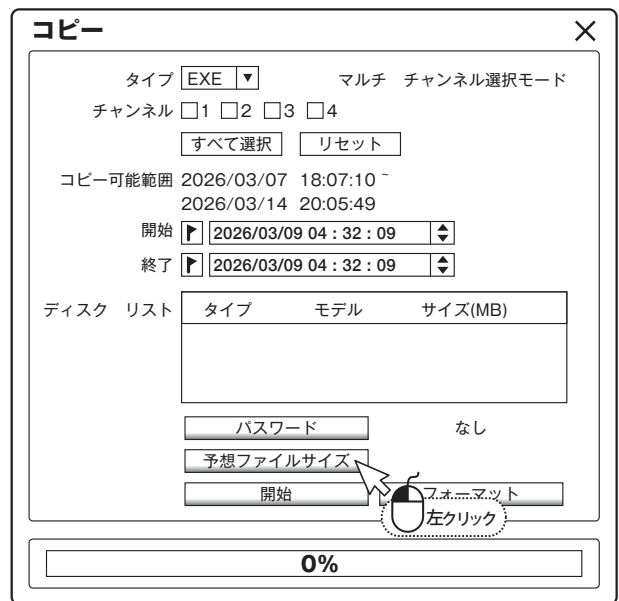 コピー
タイプ EXE ▼ マルチ チャンネル選択モード
チャンネル □1 □2 □3 □4
すべて選択 リセット
コピー可能範囲 2026/03/07 18:07:10 ~
2026/03/14 20:05:49
開始 2026/03/09 04 : 32 : 09
終了 2026/03/09 04 : 32 : 09
ディスク リスト タイプ モデル サイズ(MB)
パスワード なし
予想ファイルサイズ
開始 フォーマット
左クリック
0%